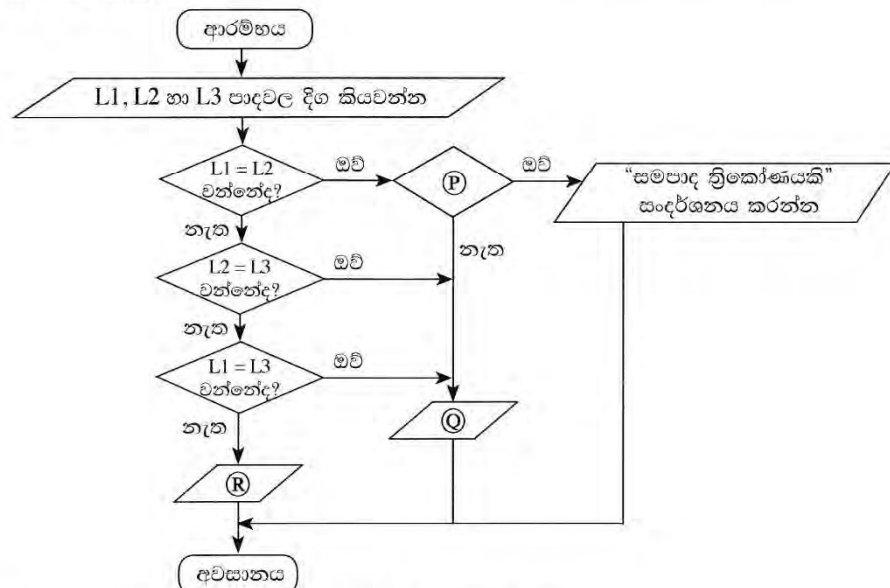 ආරම්භය
L1, L2 හා L3 පාදවල දිග කියවන්න
L1 = L2
වන්නේද?
ඔව්
P
ඔව්
"සමපාද ත්‍රිකෝණයකි"
සංදර්ශනය කරන්න
නැත
නැත
L2 = L3
වන්නේද?
ඔව්
නැත
L1 = L3
වන්නේද?
ඔව්
Q
නැත
R
අවසානය